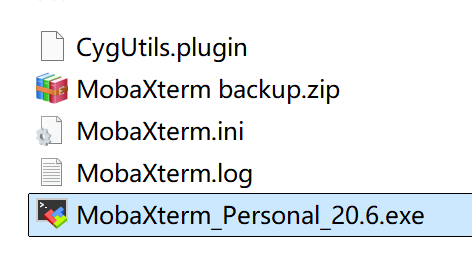 CygUtils.plugin
MobaXterm backup.zip
MobaXterm.ini
MobaXterm.log
MobaXterm_Personal_20.6.exe